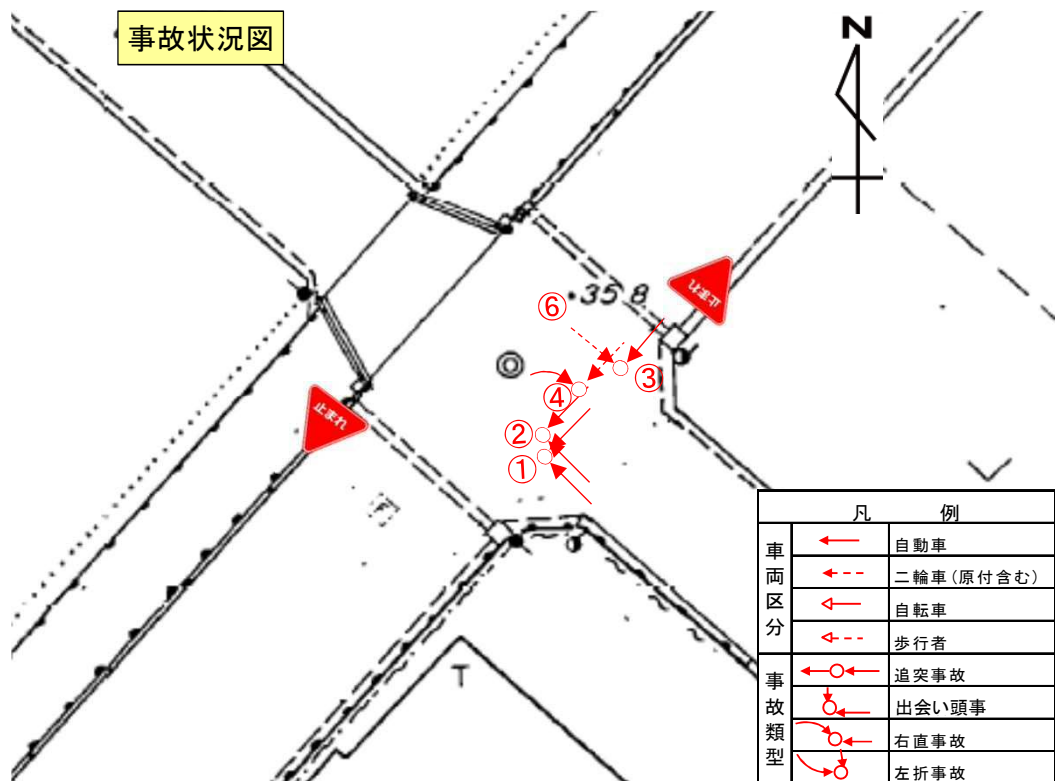 事故状況図
N
・35 8
止まれ
⑥
③
④
止まれ
②
①
T
凡 例
車両区分
自動車
二輪車(原付含む)
自転車
歩行者
事故類型
追突事故
出会い頭事
右直事故
左折事故